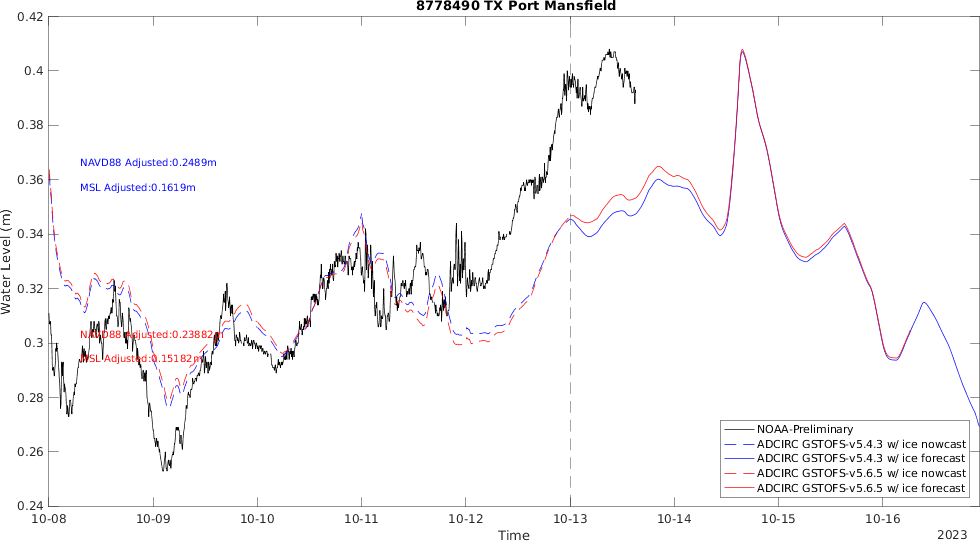 8778490 TX Port Mansfield
Water Level (m)
0.42
0.4
0.38
0.36
0.34
0.32
0.3
0.28
0.26
0.24
NAVD88 Adjusted:0.2489m
MSL Adjusted:0.1619m
NAVD88 Adjusted:0.23882m
MSL Adjusted:0.15182m
NOAA-Preliminary
ADCIRC GSTOFS-v5.4.3 w/ ice nowcast
ADCIRC GSTOFS-v5.4.3 w/ ice forecast
ADCIRC GSTOFS-v5.6.5 w/ ice nowcast
ADCIRC GSTOFS-v5.6.5 w/ ice forecast
10-08 10-09 10-10 10-11 10-12 10-13 10-14 10-15 10-16
Time
2023